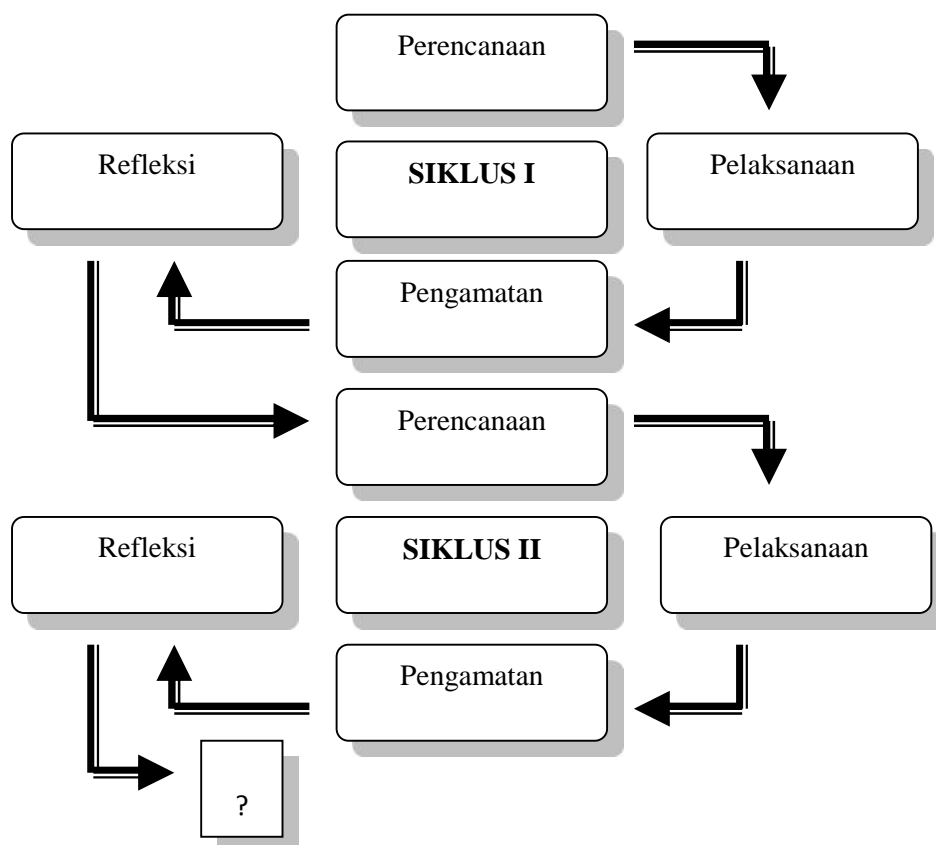 Perencanaan
Refleksi
SIKLUS I
Pelaksanaan
Pengamatan
Perencanaan
Refleksi
SIKLUS II
Pelaksanaan
Pengamatan
?